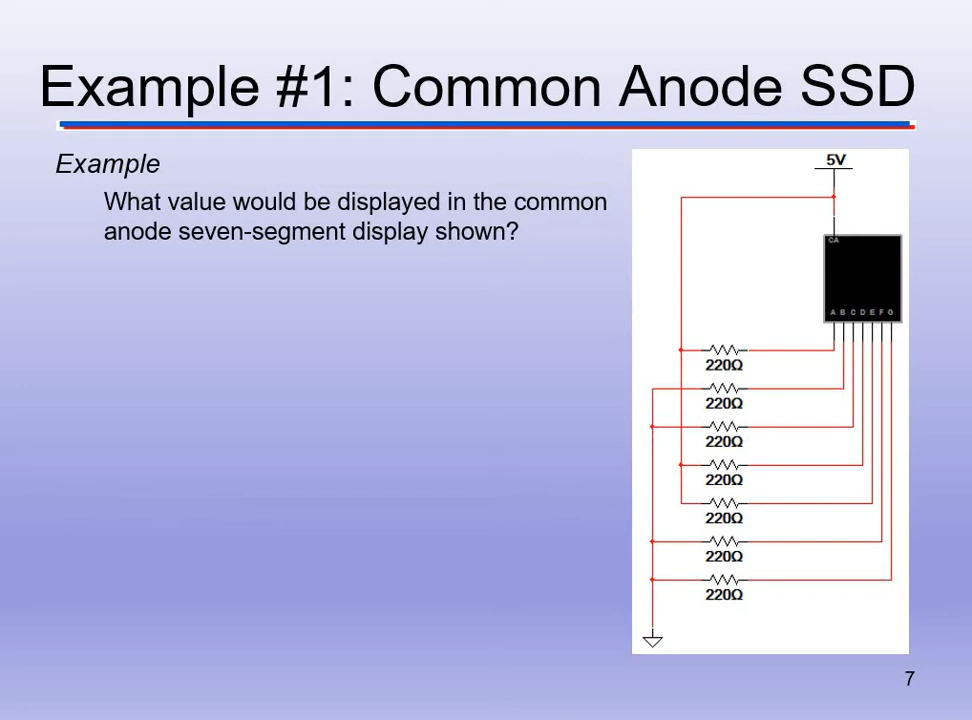 Example #1: Common Anode SSD
Example
What value would be displayed in the common
anode seven-segment display shown?
5V
CA
A B C D E F G
220Ω
220Ω
220Ω
220Ω
220Ω
220Ω
220Ω
7